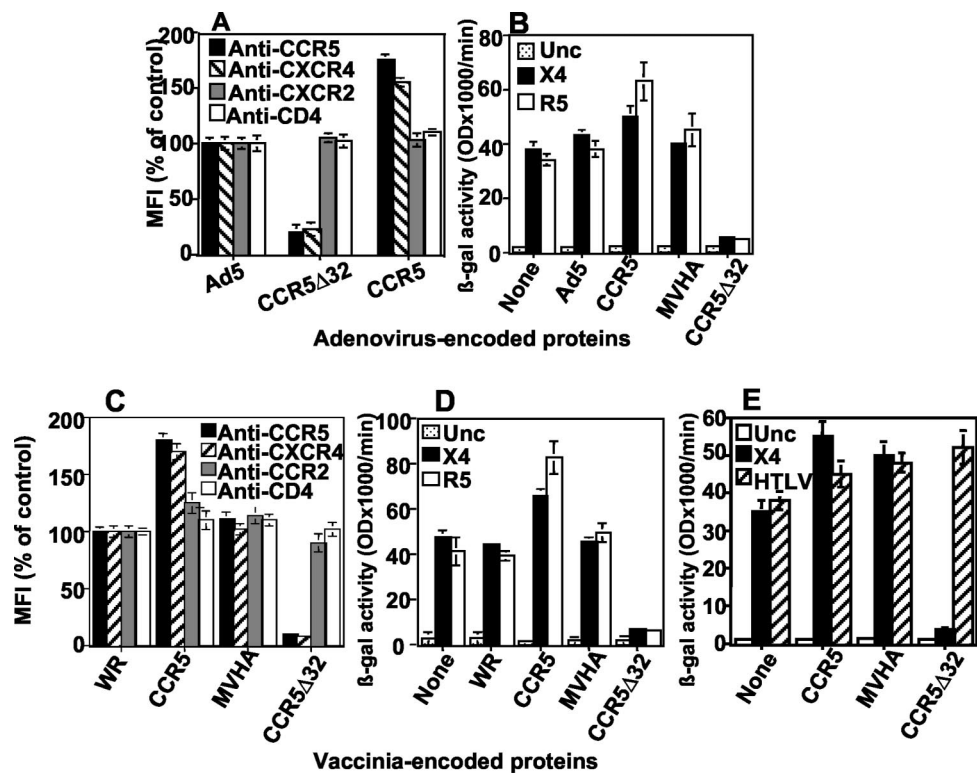 A
200
150
100
50
0
MFI (% of control)
Anti-CCR5
Anti-CXCR4
Anti-CXCR2
Anti-CD4
Ad5
CCR5Δ32
CCR5
B
80
60
40
20
0
ß-gal activity (ODx1000/min)
Unc
X4
R5
None
Ad5
CCR5
MVHA
CCR5Δ32
Adenovirus-encoded proteins
C
200
150
100
50
0
MFI (% of control)
Anti-CCR5
Anti-CXCR4
Anti-CCR2
Anti-CD4
WR
CCR5
MVHA
CCR5Δ32
D
100
80
60
40
20
0
ß-gal activity (ODx1000/min)
Unc
X4
R5
None
WR
CCR5
MVHA
CCR5Δ32
E
60
50
40
30
20
10
0
ß-gal activity (ODx1000/min)
Unc
X4
HTLV
None
CCR5
MVHA
CCR5Δ32
Vaccinia-encoded proteins